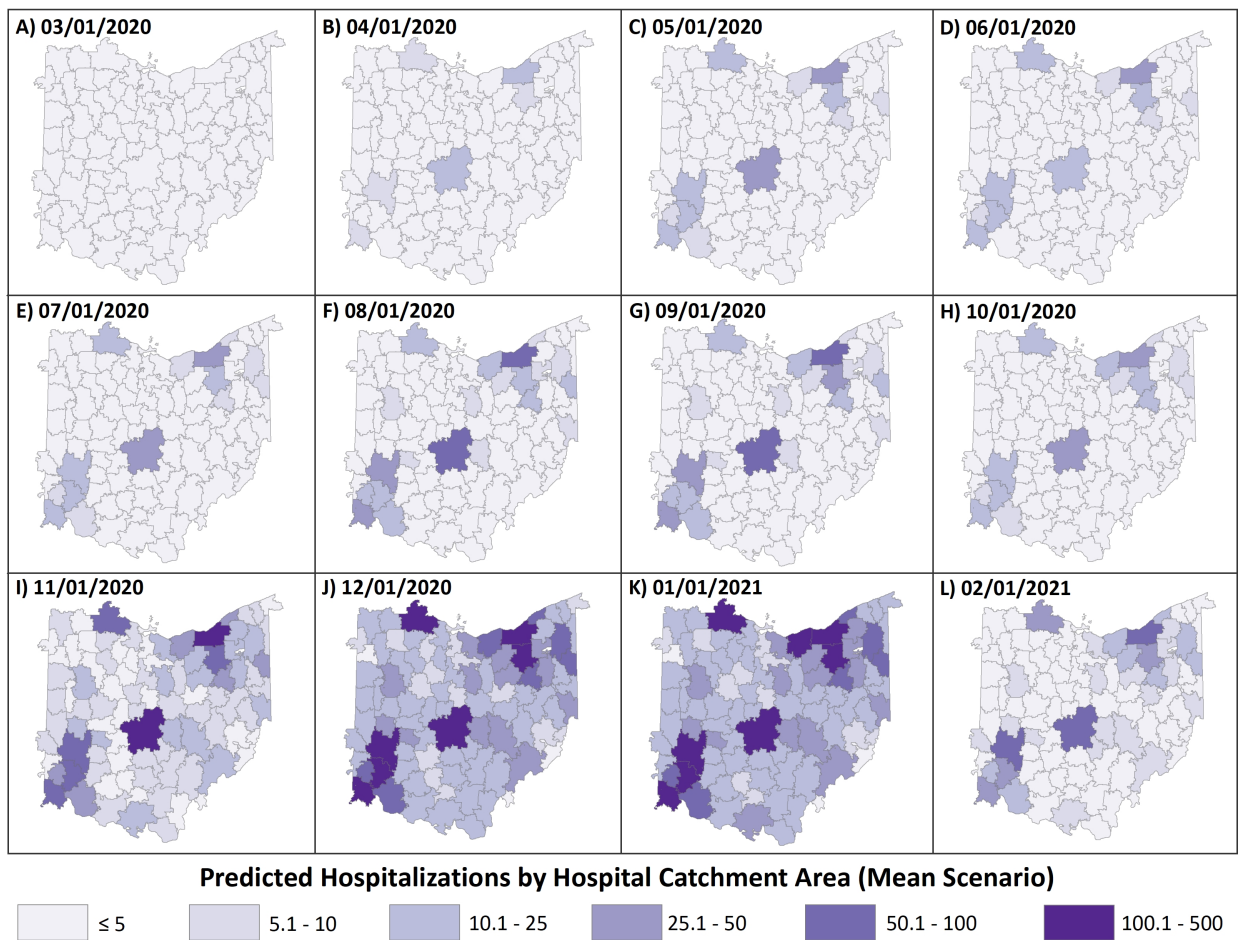 A) 03/01/2020
B) 04/01/2020
C) 05/01/2020
D) 06/01/2020
E) 07/01/2020
F) 08/01/2020
G) 09/01/2020
H) 10/01/2020
I) 11/01/2020
J) 12/01/2020
K) 01/01/2021
L) 02/01/2021
Predicted Hospitalizations by Hospital Catchment Area (Mean Scenario)
≤ 5
5.1 - 10
10.1 - 25
25.1 - 50
50.1 - 100
100.1 - 500